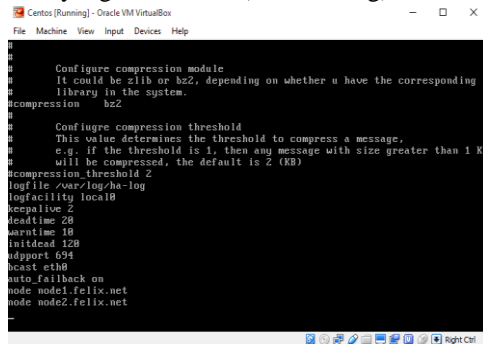 Centos [Running] - Oracle VM VirtualBox
File Machine View Input Devices Help
#
#
# Configure compression module
# It could be zlib or bz2, depending on whether u have the corresponding
# library in the system.
#compression bz2
#
# Confiugre compression threshold
# This value determines the threshold to compress a message,
# e.g. if the threshold is 1, then any message with size greater than 1 K
# will be compressed, the default is 2 (KB)
#compression_threshold 2
logfile /var/log/ha-log
logfacility local0
keepalive 2
deadtime 20
warntime 10
initdead 120
udpport 694
bcast eth0
auto_failback on
node node1.felix.net
node node2.felix.net
Right Ctrl